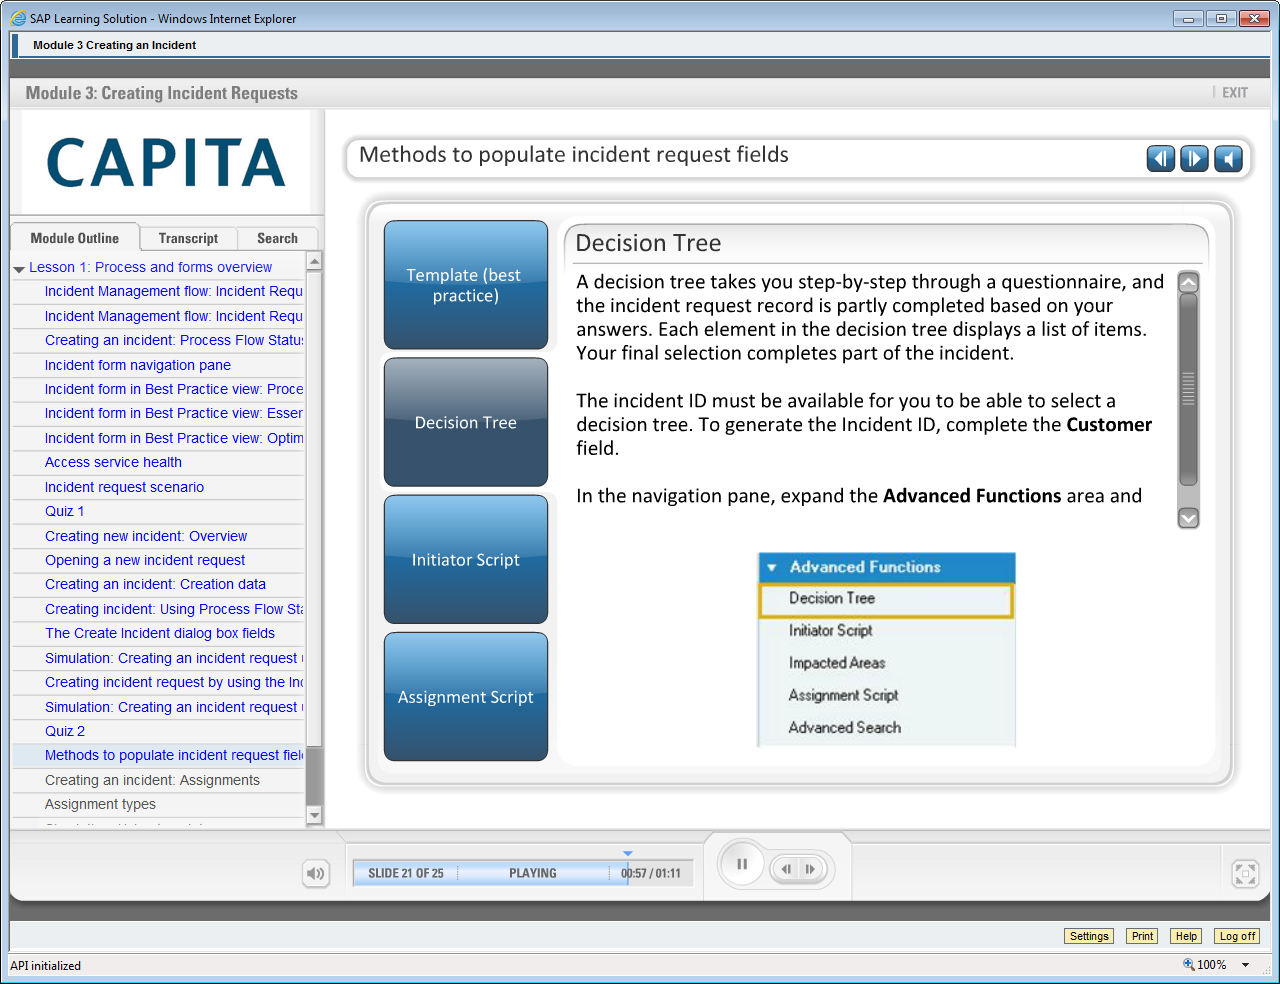 SAP Learning Solution - Windows Internet Explorer
Module 3 Creating an Incident
Module 3: Creating Incident Requests
EXIT
CAPITA
Module Outline
Transcript
Search
Lesson 1: Process and forms overview
Incident Management flow: Incident Requ
Incident Management flow: Incident Requ
Creating an incident: Process Flow Status
Incident form navigation pane
Incident form in Best Practice view: Proce
Incident form in Best Practice view: Esser
Incident form in Best Practice view: Optim
Access service health
Incident request scenario
Quiz 1
Creating new incident: Overview
Opening a new incident request
Creating an incident: Creation data
Creating incident: Using Process Flow Sta
The Create Incident dialog box fields
Simulation: Creating an incident request
Creating incident request by using the Inc
Simulation: Creating an incident request
Quiz 2
Methods to populate incident request fiel
Creating an incident: Assignments
Assignment types
Methods to populate incident request fields
Template (best
practice)
Decision Tree
Initiator Script
Assignment Script
Decision Tree
A decision tree takes you step-by-step through a questionnaire, and
the incident request record is partly completed based on your
answers. Each element in the decision tree displays a list of items.
Your final selection completes part of the incident.
The incident ID must be available for you to be able to select a
decision tree. To generate the Incident ID, complete the Customer
field.
In the navigation pane, expand the Advanced Functions area and
Advanced Functions
Decision Tree
Initiator Script
Impacted Areas
Assignment Script
Advanced Search
SLIDE 21 OF 25
PLAYING
00:57 / 01:11
Settings
Print
Help
Log off
API initialized
100%